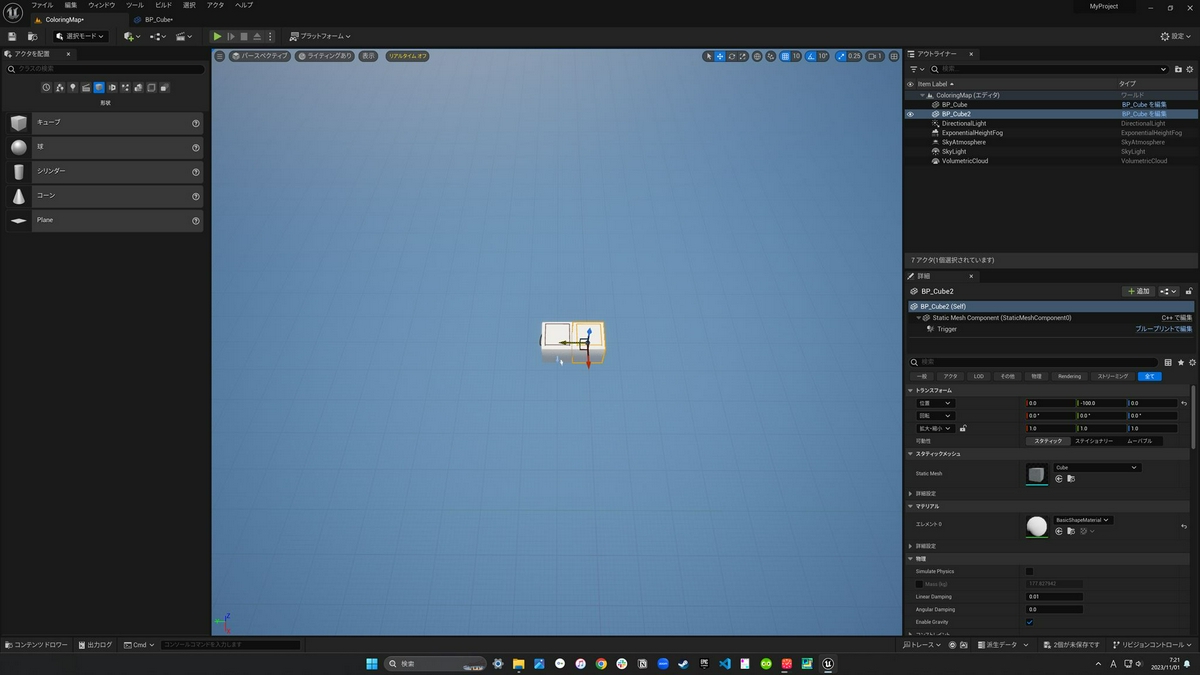 ファイル 編集 ウィンドウ ツール ビルド 選択 アクタ ヘルプ
MyProject
ColoringMap•
BP_Cube•
選択モード
プラットフォーム
設定
アクタを配置
クラスの検索
形状
キューブ
球
シリンダー
コーン
Plane
パースペクティブ
ライティングあり
表示
リアルタイム オフ
10
10°
0.25
1
アウトライナー
検索...
Item Label
タイプ
ColoringMap (エディタ)
ワールド
BP_Cube
BP_Cube を編集
BP_Cube2
BP_Cube を編集
DirectionalLight
DirectionalLight
ExponentialHeightFog
ExponentialHeightFog
SkyAtmosphere
SkyAtmosphere
SkyLight
SkyLight
VolumetricCloud
VolumetricCloud
7 アクタ(1個選択されています)
詳細
BP_Cube2
追加
BP_Cube2 (Self)
Static Mesh Component (StaticMeshComponent0)
C++ で編集
Trigger
ブループリントで編集
検索
一般 アクタ LOD その他 物理 Rendering ストリーミング 全て
トランスフォーム
位置
0.0 -100.0 0.0
回転
0.0° 0.0° 0.0°
拡大・縮小
1.0 1.0 1.0
可動性
スタティック ステイショナリー ムーバブル
スタティックメッシュ
Static Mesh
Cube
詳細設定
マテリアル
エレメント 0
BasicShapeMaterial
詳細設定
物理
Simulate Physics
Mass (kg)
177.827942
Linear Damping
0.01
Angular Damping
0.0
Enable Gravity
コンストレイント
コンテンツドロワー
出力ログ
Cmd
コンソールコマンドを入力します
トレース
派生データ
2個が未保存です
リビジョンコントロール
検索
A
7:21
2023/11/01